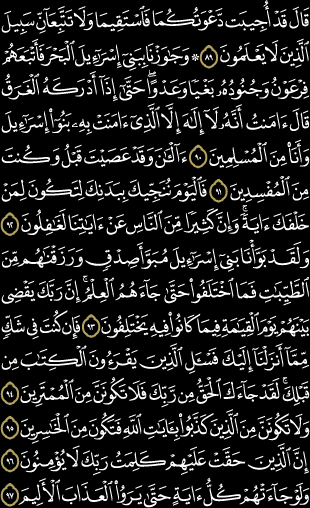 قَالَ قَدْ أُجِيبَت دَّعْوَتُكُمَا فَٱسْتَقِيمَا وَلَا تَتَّبِعَآنِّ سَبِيلَ
ٱلَّذِينَ لَا يَعْلَمُونَ ٨٩ ۞ وَجَٰوَزْنَا بِبَنِىٓ إِسْرَٰٓءِيلَ ٱلْبَحْرَ فَأَتْبَعَهُمْ
فِرْعَوْنُ وَجُنُودُهُۥ بَغْيًا وَعَدْوًا ۖ حَتَّىٰٓ إِذَآ أَدْرَكَهُ ٱلْغَرَقُ
قَالَ ءَامَنتُ أَنَّهُۥ لَآ إِلَٰهَ إِلَّا ٱلَّذِىٓ ءَامَنَتْ بِهِۦ بَنُوٓا۟ إِسْرَٰٓءِيلَ
وَأَنَا۠ مِنَ ٱلْمُسْلِمِينَ ٩٠ ءَآلْـَٰٔنَ وَقَدْ عَصَيْتَ قَبْلُ وَكُنتَ
مِنَ ٱلْمُفْسِدِينَ ٩١ فَٱلْيَوْمَ نُنَجِّيكَ بِبَدَنِكَ لِتَكُونَ لِمَنْ
خَلْفَكَ ءَايَةً ۚ وَإِنَّ كَثِيرًا مِّنَ ٱلنَّاسِ عَنْ ءَايَٰتِنَا لَغَٰفِلُونَ ٩٢
وَلَقَدْ بَوَّأْنَا بَنِىٓ إِسْرَٰٓءِيلَ مُبَوَّأَ صِدْقٍ وَرَزَقْنَٰهُم مِّنَ
ٱلطَّيِّبَٰتِ فَمَا ٱخْتَلَفُوا۟ حَتَّىٰ جَآءَهُمُ ٱلْعِلْمُ ۚ إِنَّ رَبَّكَ يَقْضِى
بَيْنَهُمْ يَوْمَ ٱلْقِيَٰمَةِ فِيمَا كَانُوا۟ فِيهِ يَخْتَلِفُونَ ٩٣ فَإِن كُنتَ فِى شَكٍّ
مِّمَّآ أَنزَلْنَآ إِلَيْكَ فَسْـَٔلِ ٱلَّذِينَ يَقْرَءُونَ ٱلْكِتَٰبَ مِن
قَبْلِكَ ۚ لَقَدْ جَآءَكَ ٱلْحَقُّ مِن رَّبِّكَ فَلَا تَكُونَنَّ مِنَ ٱلْمُمْتَرِينَ ٩٤
وَلَا تَكُونَنَّ مِنَ ٱلَّذِينَ كَذَّبُوا۟ بِـَٔايَٰتِ ٱللَّهِ فَتَكُونَ مِنَ ٱلْخَٰسِرِينَ ٩٥
إِنَّ ٱلَّذِينَ حَقَّتْ عَلَيْهِمْ كَلِمَتُ رَبِّكَ لَا يُؤْمِنُونَ ٩٦
وَلَوْ جَآءَتْهُمْ كُلُّ ءَايَةٍ حَتَّىٰ يَرَوُا۟ ٱلْعَذَابَ ٱلْأَلِيمَ ٩٧